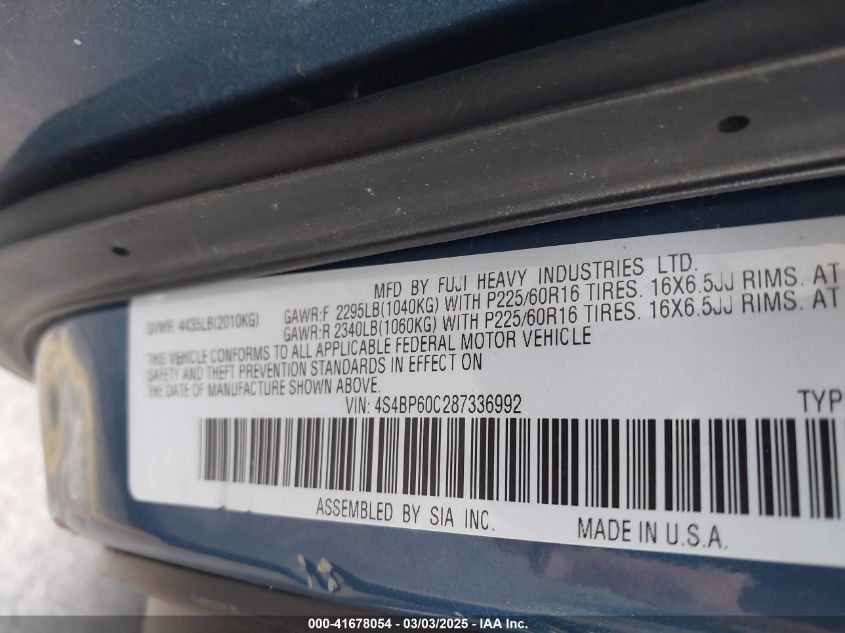 MFD BY FUJI HEAVY INDUSTRIES LTD.
GVWR: 4435LB(2010KG) GAWR:F 2295LB(1040KG) WITH P225/60R16 TIRES. 16X6.5JJ RIMS. AT
GAWR:R 2340LB(1060KG) WITH P225/60R16 TIRES. 16X6.5JJ RIMS. AT
THIS VEHICLE CONFORMS TO ALL APPLICABLE FEDERAL MOTOR VEHICLE
SAFETY AND THEFT PREVENTION STANDARDS IN EFFECT ON
THE DATE OF MANUFACTURE SHOWN ABOVE.
VIN: 4S4BP60C287336992 TYP
ASSEMBLED BY SIA INC.
MADE IN U.S.A.
000-41678054 - 03/03/2025 - IAA Inc.